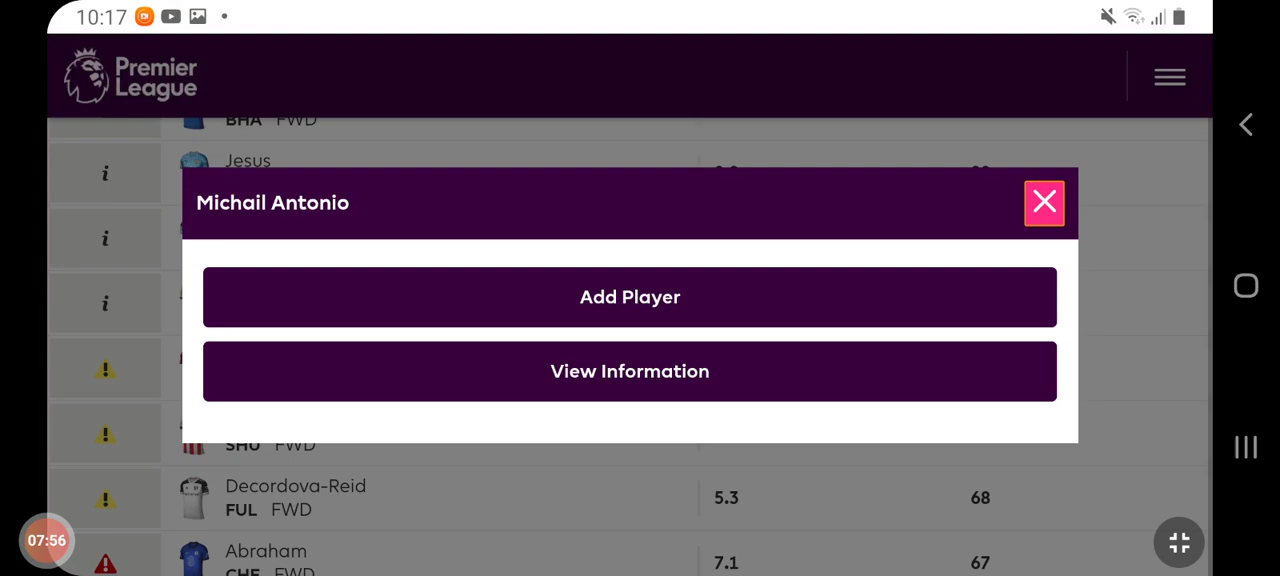 10:17
Premier
League
BHA FWD
Jesus
Michail Antonio
Add Player
View Information
SHU FWD
Decordova-Reid
FUL FWD
5.3
68
07:56
Abraham
CHE FWD
7.1
67